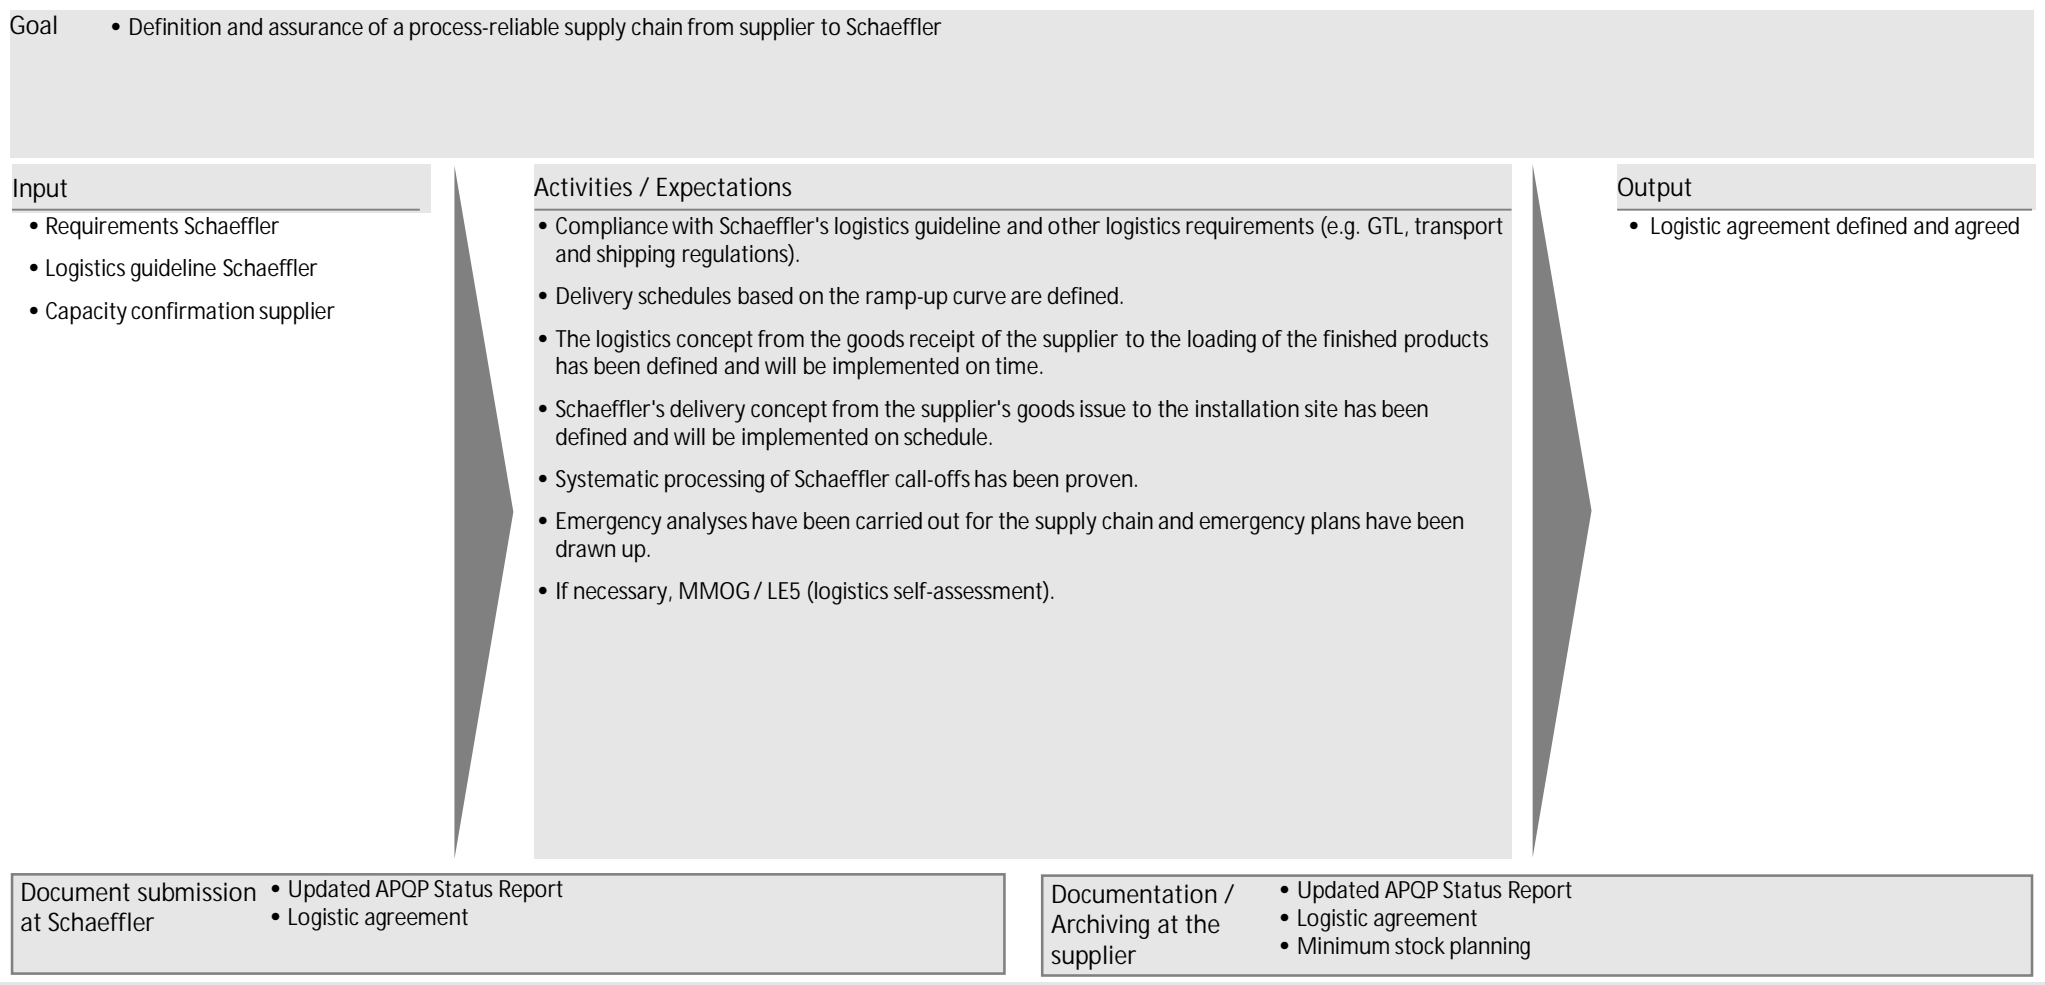 Goal
• Definition and assurance of a process-reliable supply chain from supplier to Schaeffler
Input
• Requirements Schaeffler
• Logistics guideline Schaeffler
• Capacity confirmation supplier
Activities / Expectations
• Compliance with Schaeffler's logistics guideline and other logistics requirements (e.g. GTL, transport
and shipping regulations).
• Delivery schedules based on the ramp-up curve are defined.
• The logistics concept from the goods receipt of the supplier to the loading of the finished products
has been defined and will be implemented on time.
• Schaeffler's delivery concept from the supplier's goods issue to the installation site has been
defined and will be implemented on schedule.
• Systematic processing of Schaeffler call-offs has been proven.
• Emergency analyses have been carried out for the supply chain and emergency plans have been
drawn up.
• If necessary, MMOG / LE5 (logistics self-assessment).
Output
• Logistic agreement defined and agreed
Document submission
at Schaeffler
• Updated APQP Status Report
• Logistic agreement
Documentation /
Archiving at the
supplier
• Updated APQP Status Report
• Logistic agreement
• Minimum stock planning